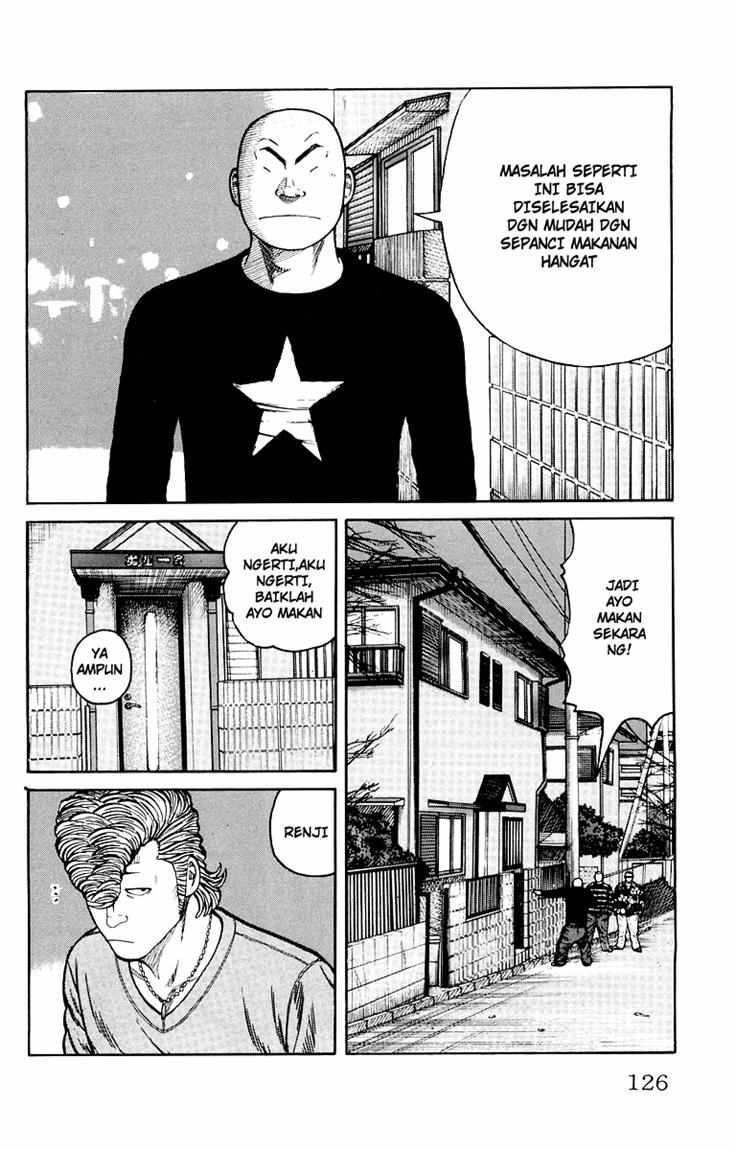 MASALAH SEPERTI
INI BISA
DISELESAIKAN
DGN MUDAH DGN
SEPANCI MAKANAN
HANGAT
JADI
AYO
MAKAN
SEKARA
NG!
AKU
NGERTI,AKU
NGERTI,
BAIKLAH
AYO MAKAN
YA
AMPUN
...
RENJI
126